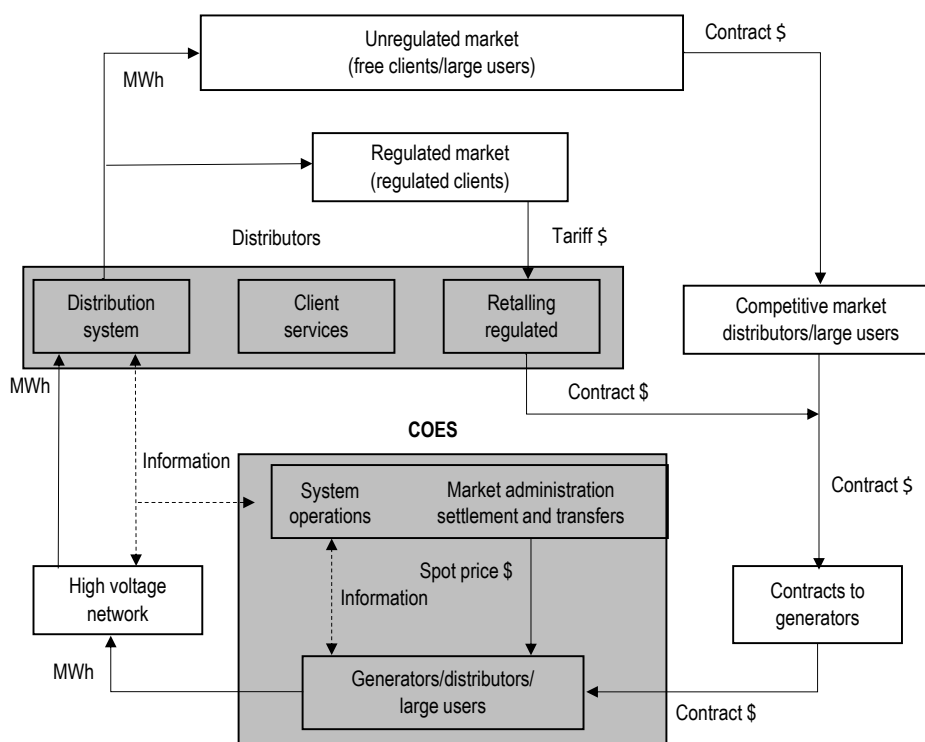 Unregulated market
(free clients/large users)
Contract $
MWh
Regulated market
(regulated clients)
Distributors
Tariff $
Distribution
system
Client
services
Retalling
regulated
Competitive market
distributors/large users
MWh
Contract $
COES
Information
System
operations
Market administration
settlement and transfers
Contract $
Spot price $
High voltage
network
Information
Contracts to
generators
MWh
Generators/distributors/
large users
Contract $